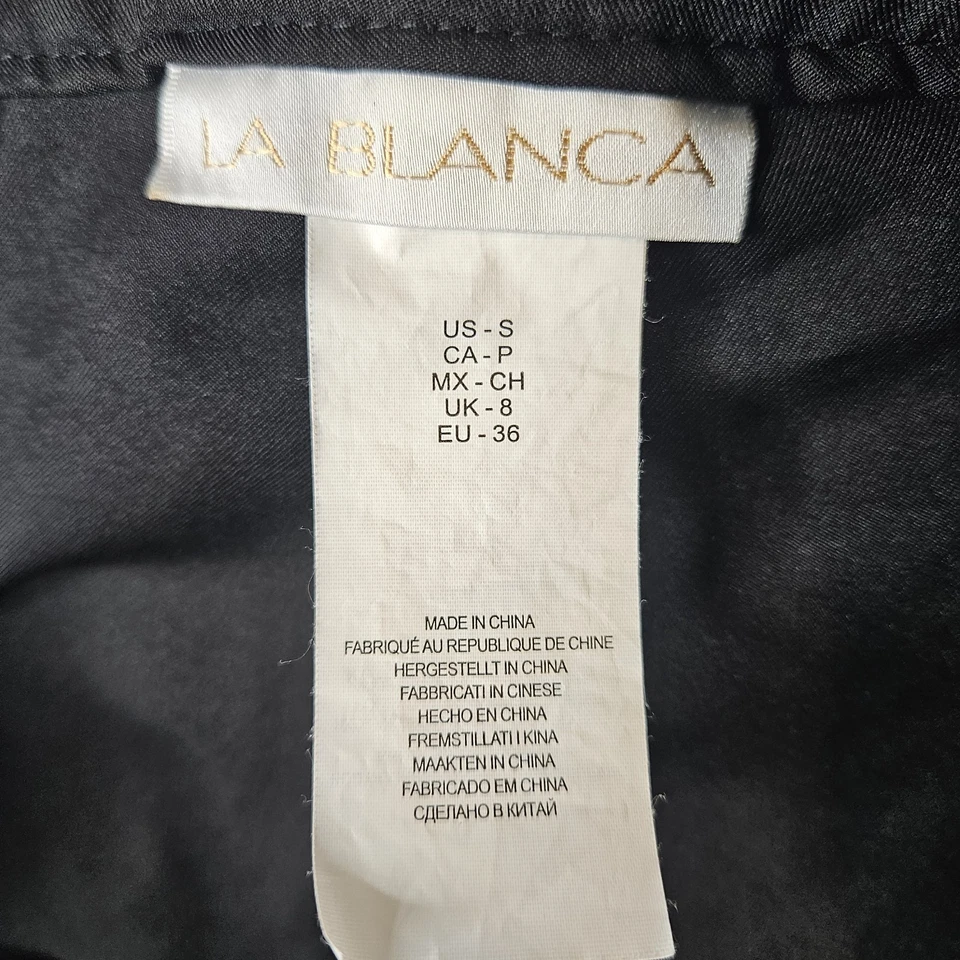 LA BLANCA
US - S
CA - P
MX - CH
UK - 8
EU - 36
MADE IN CHINA
FABRIQUÉ AU REPUBLIQUE DE CHINE
HERGESTELLT IN CHINA
FABBRICATI IN CINESE
HECHO EN CHINA
FREMSTILLATI I KINA
MAAKTEN IN CHINA
FABRICADO EM CHINA
СДЕЛАНО В КИТАЙ